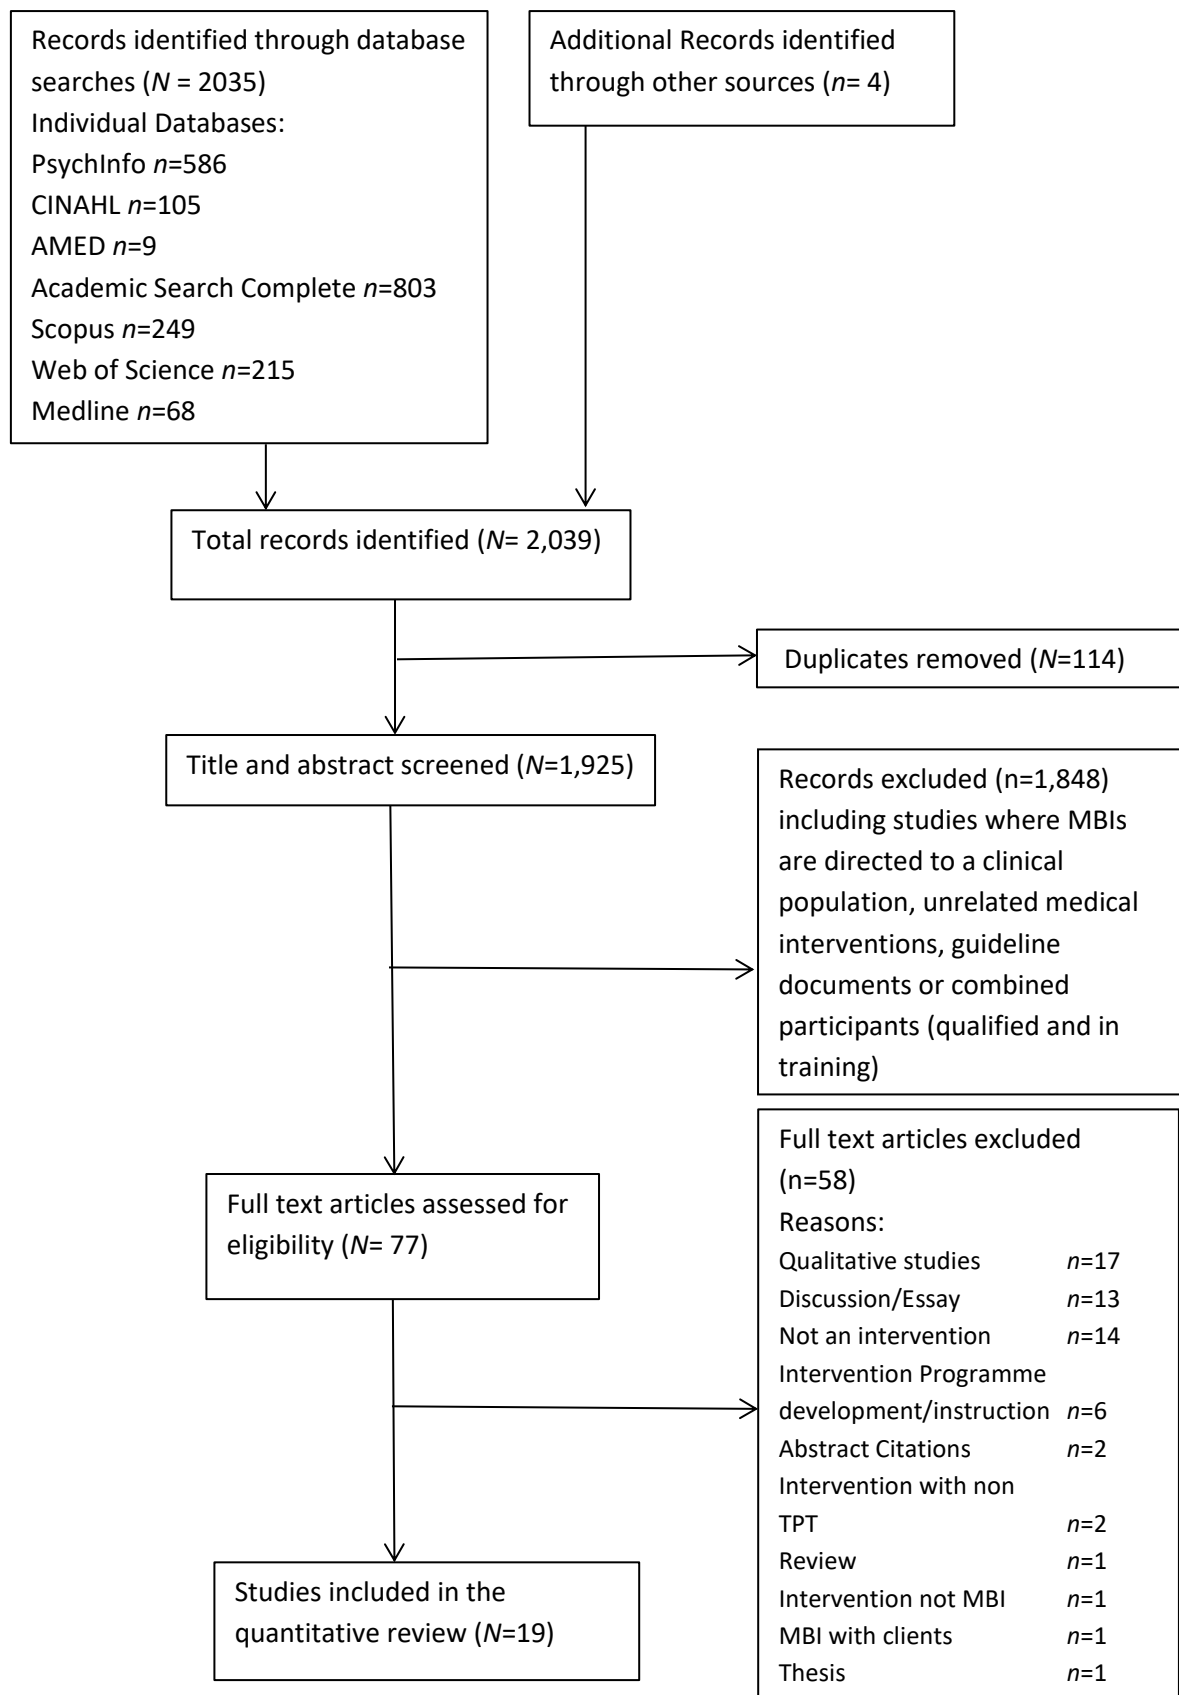 Records identified through database
searches (N = 2035)
Individual Databases:
PsychInfo n=586
CINAHL n=105
AMED n=9
Academic Search Complete n=803
Scopus n=249
Web of Science n=215
Medline n=68
Additional Records identified
through other sources (n= 4)
Total records identified (N= 2,039)
Duplicates removed (N=114)
Title and abstract screened (N=1,925)
Records excluded (n=1,848)
including studies where MBIs
are directed to a clinical
population, unrelated medical
interventions, guideline
documents or combined
participants (qualified and in
training)
Full text articles assessed for
eligibility (N= 77)
Full text articles excluded
(n=58)
Reasons:
Qualitative studies n=17
Discussion/Essay n=13
Not an intervention n=14
Intervention Programme
development/instruction n=6
Abstract Citations n=2
Intervention with non
TPT n=2
Review n=1
Intervention not MBI n=1
MBI with clients n=1
Thesis n=1
Studies included in the
quantitative review (N=19)